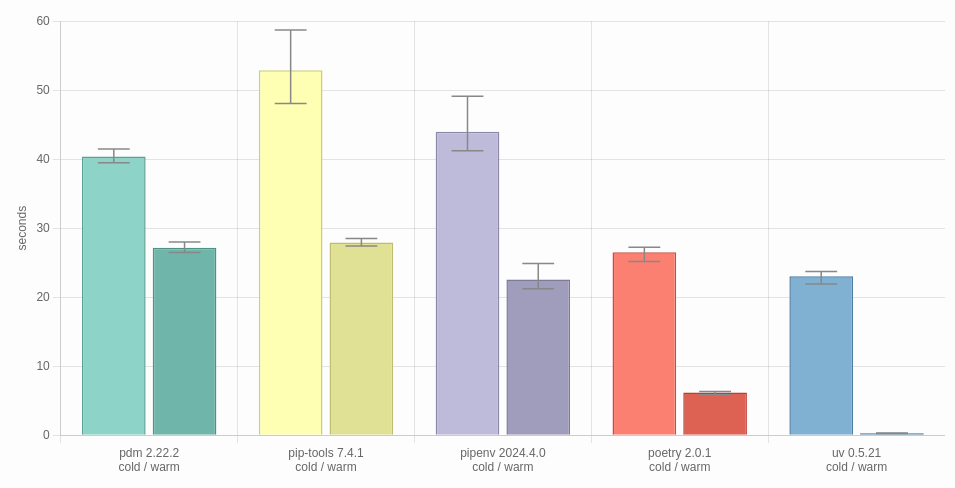 60
50
40
30
20
10
0
seconds
pdm 2.22.2
cold / warm
pip-tools 7.4.1
cold / warm
pipenv 2024.4.0
cold / warm
poetry 2.0.1
cold / warm
uv 0.5.21
cold / warm